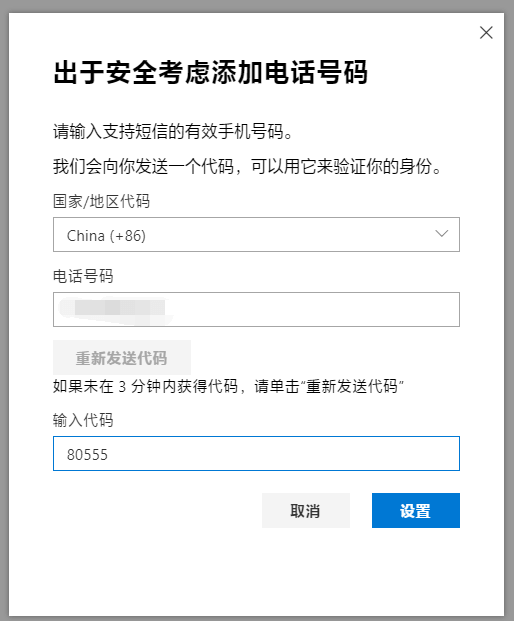 出于安全考虑添加电话号码
请输入支持短信的有效手机号码。
我们会向你发送一个代码，可以用它来验证你的身份。
国家/地区代码
China (+86)
电话号码
重新发送代码
如果未在 3 分钟内获得代码，请单击“重新发送代码”
输入代码
80555
取消
设置